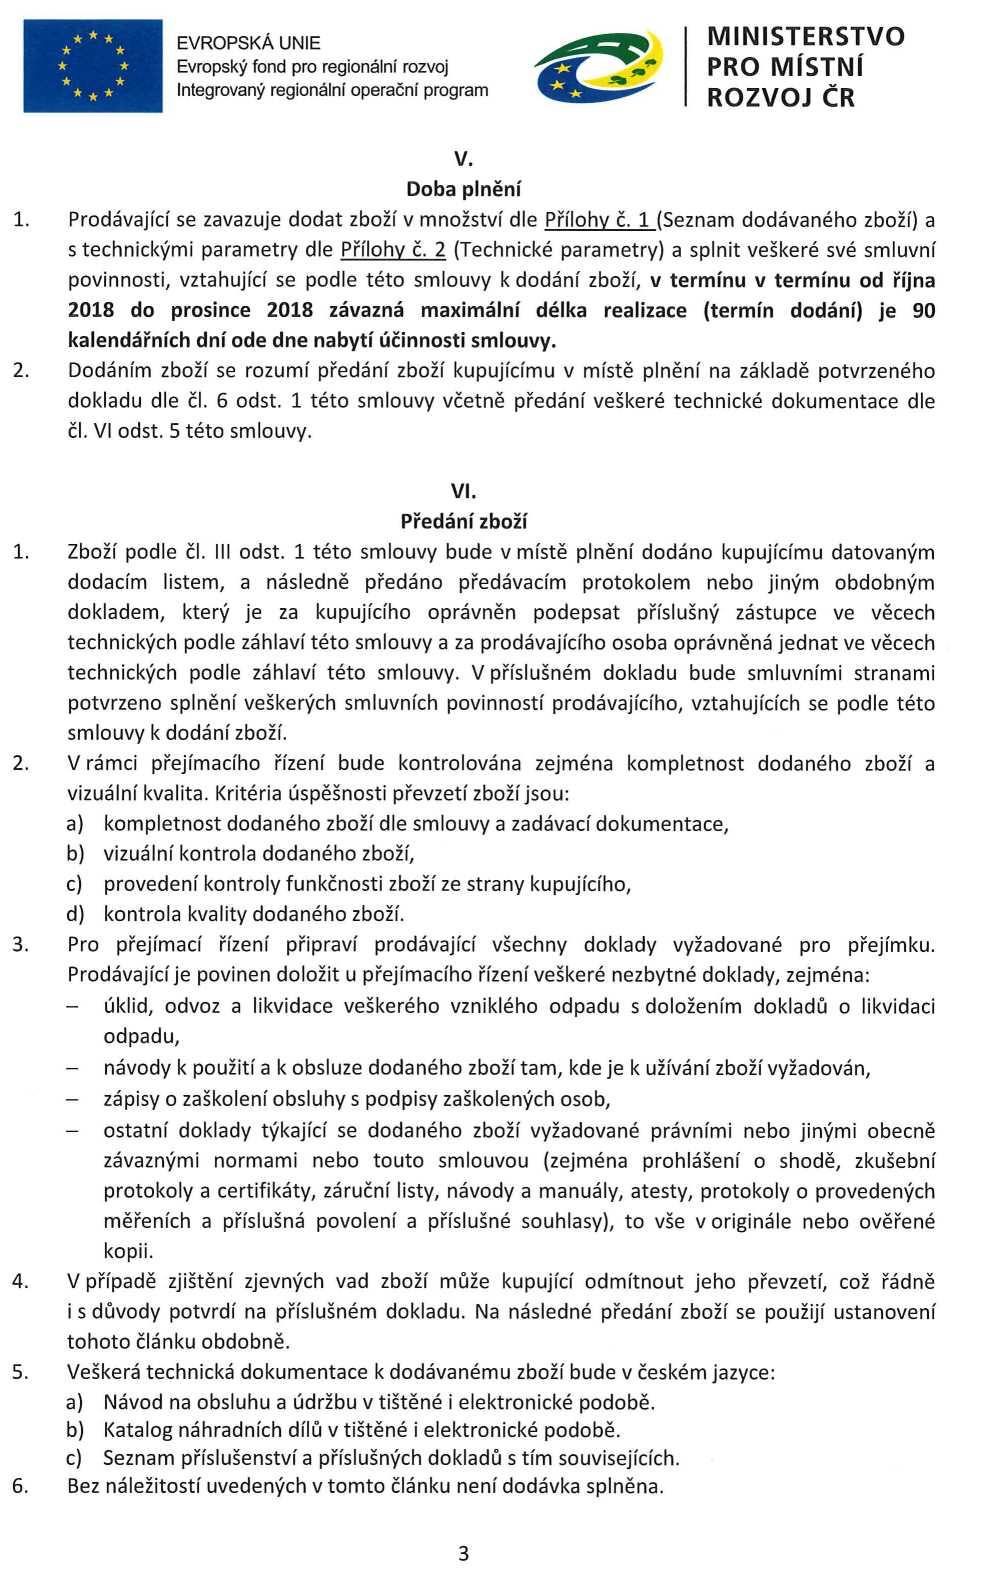 EVROPSKÁ UNIE
Evropský fond pro regionální rozvoj
Integrovaný regionální operační program
MINISTERSTVO
PRO MÍSTNÍ
ROZVOJ ČR
V.
Doba plnění
1. Prodávající se zavazuje dodat zboží v množství dle Přílohy č. 1 (Seznam dodávaného zboží) a
s technickými parametry dle Přílohy č. 2 (Technické parametry) a splnit veškeré své smluvní
povinnosti, vztahující se podle této smlouvy k dodání zboží, v termínu v termínu od října
2018 do prosince 2018 závazná maximální délka realizace (termín dodání) je 90
kalendářních dní ode dne nabytí účinnosti smlouvy.
2. Dodáním zboží se rozumí předání zboží kupujícímu v místě plnění na základě potvrzeného
dokladu dle čl. 6 odst. 1 této smlouvy včetně předání veškeré technické dokumentace dle
čl. VI odst. 5 této smlouvy.
VI.
Předání zboží
1. Zboží podle čl. III odst. 1 této smlouvy bude v místě plnění dodáno kupujícímu datovaným
dodacím listem, a následně předáno předávacím protokolem nebo jiným obdobným
dokladem, který je za kupujícího oprávněn podepsat příslušný zástupce ve věcech
technických podle záhlaví této smlouvy a za prodávajícího osoba oprávněná jednat ve věcech
technických podle záhlaví této smlouvy. V příslušném dokladu bude smluvními stranami
potvrzeno splnění veškerých smluvních povinností prodávajícího, vztahujících se podle této
smlouvy k dodání zboží.
2. V rámci přejímacího řízení bude kontrolována zejména kompletnost dodaného zboží a
vizuální kvalita. Kritéria úspěšnosti převzetí zboží jsou:
a) kompletnost dodaného zboží dle smlouvy a zadávací dokumentace,
b) vizuální kontrola dodaného zboží,
c) provedení kontroly funkčnosti zboží ze strany kupujícího,
d) kontrola kvality dodaného zboží.
3. Pro přejímací řízení připraví prodávající všechny doklady vyžadované pro přejímku.
Prodávající je povinen doložit u přejímacího řízení veškeré nezbytné doklady, zejména:
– úklid, odvoz a likvidace veškerého vzniklého odpadu s doložením dokladů o likvidaci
odpadu,
– návody k použití a k obsluze dodaného zboží tam, kde je k užívání zboží vyžadován,
– zápisy o zaškolení obsluhy s podpisy zaškolených osob,
– ostatní doklady týkající se dodaného zboží vyžadované právními nebo jinými obecně
závaznými normami nebo touto smlouvou (zejména prohlášení o shodě, zkušební
protokoly a certifikáty, záruční listy, návody a manuály, atesty, protokoly o provedených
měřeních a příslušná povolení a příslušné souhlasy), to vše v originále nebo ověřené
kopii.
4. V případě zjištění zjevných vad zboží může kupující odmítnout jeho převzetí, což řádně
i s důvody potvrdí na příslušném dokladu. Na následné předání zboží se použijí ustanovení
tohoto článku obdobně.
5. Veškerá technická dokumentace k dodávanému zboží bude v českém jazyce:
a) Návod na obsluhu a údržbu v tištěné i elektronické podobě.
b) Katalog náhradních dílů v tištěné i elektronické podobě.
c) Seznam příslušenství a příslušných dokladů s tím souvisejících.
6. Bez náležitostí uvedených v tomto článku není dodávka splněna.
3